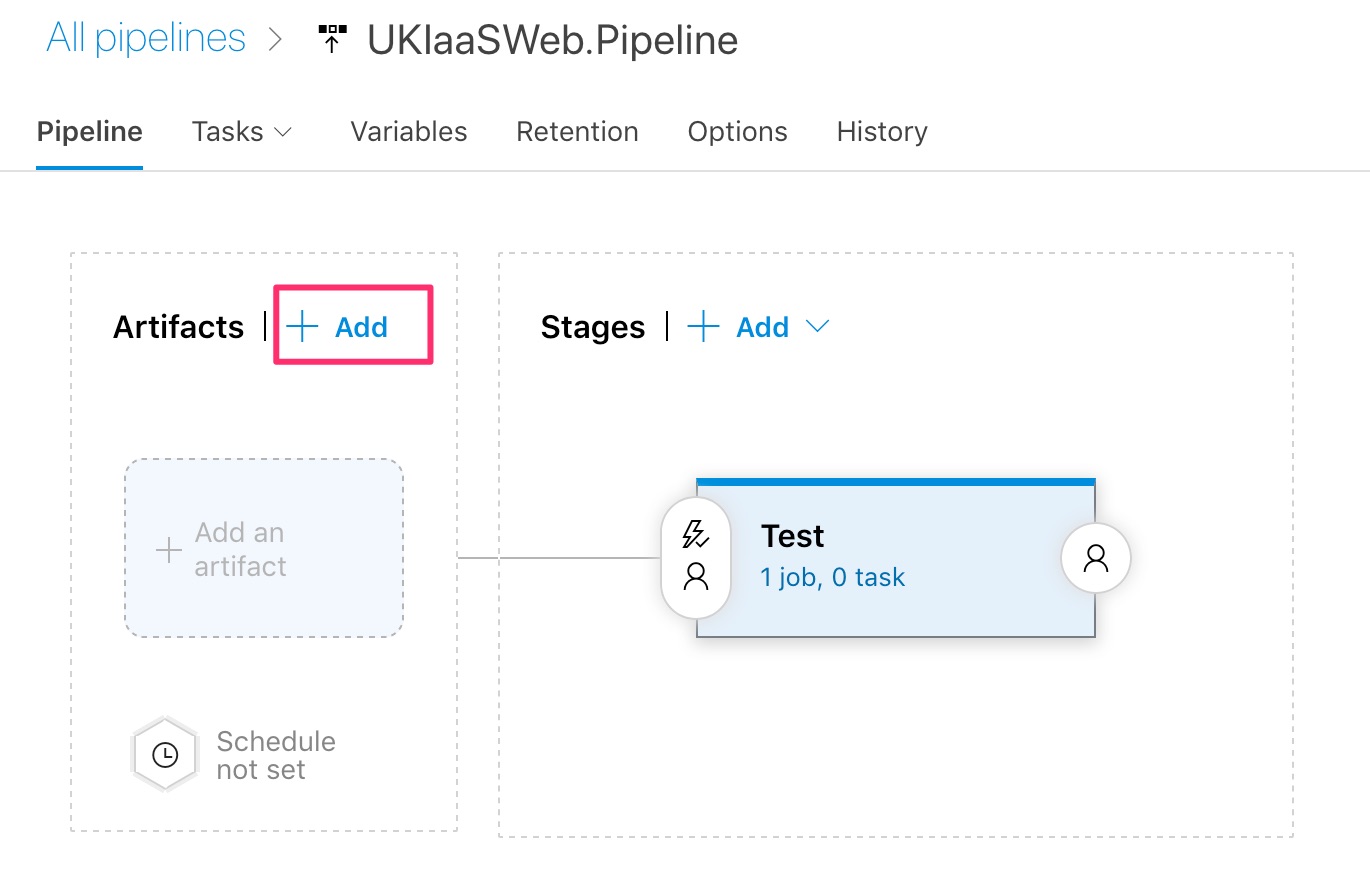 All pipelines > UKIaaSWeb.Pipeline
Pipeline Tasks Variables Retention Options History
Artifacts | + Add
Stages | + Add
+ Add an
artifact
Test
1 job, 0 task
Schedule
not set